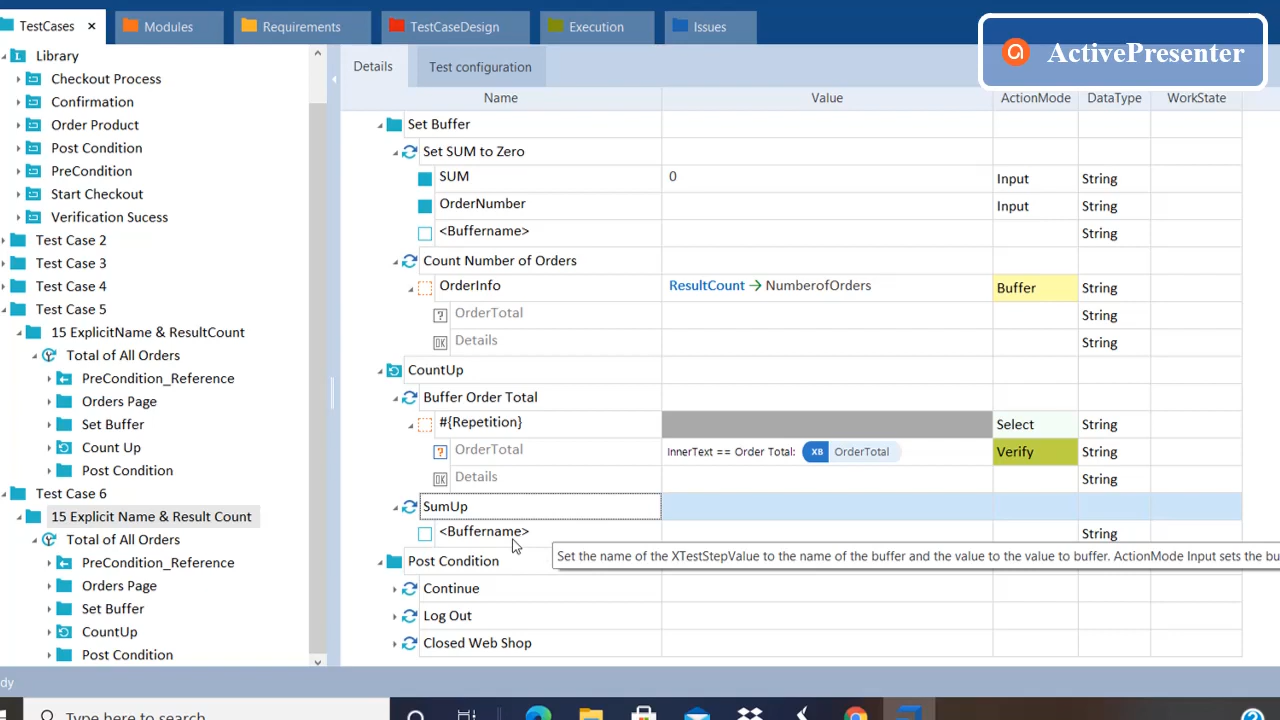 TestCases ×
Modules
Requirements
TestCaseDesign
Execution
Issues
ActivePresenter
Library
Checkout Process
Confirmation
Order Product
Post Condition
PreCondition
Start Checkout
Verification Sucess
Test Case 2
Test Case 3
Test Case 4
Test Case 5
15 ExplicitName & ResultCount
Total of All Orders
PreCondition_Reference
Orders Page
Set Buffer
Count Up
Post Condition
Test Case 6
15 Explicit Name & Result Count
Total of All Orders
PreCondition_Reference
Orders Page
Set Buffer
CountUp
Post Condition
Details
Test configuration
Name Value ActionMode DataType WorkState
Set Buffer
Set SUM to Zero
SUM 0 Input String
OrderNumber Input String
<Buffername> String
Count Number of Orders
OrderInfo ResultCount → NumberofOrders Buffer String
OrderTotal String
Details String
CountUp
Buffer Order Total
#{Repetition} Select String
OrderTotal InnerText == Order Total: XB OrderTotal Verify String
Details String
SumUp
<Buffername> String
Set the name of the XTestStepValue to the name of the buffer and the value to the value to buffer. ActionMode Input sets the bu
Post Condition
Continue
Log Out
Closed Web Shop
dy
Type here to search